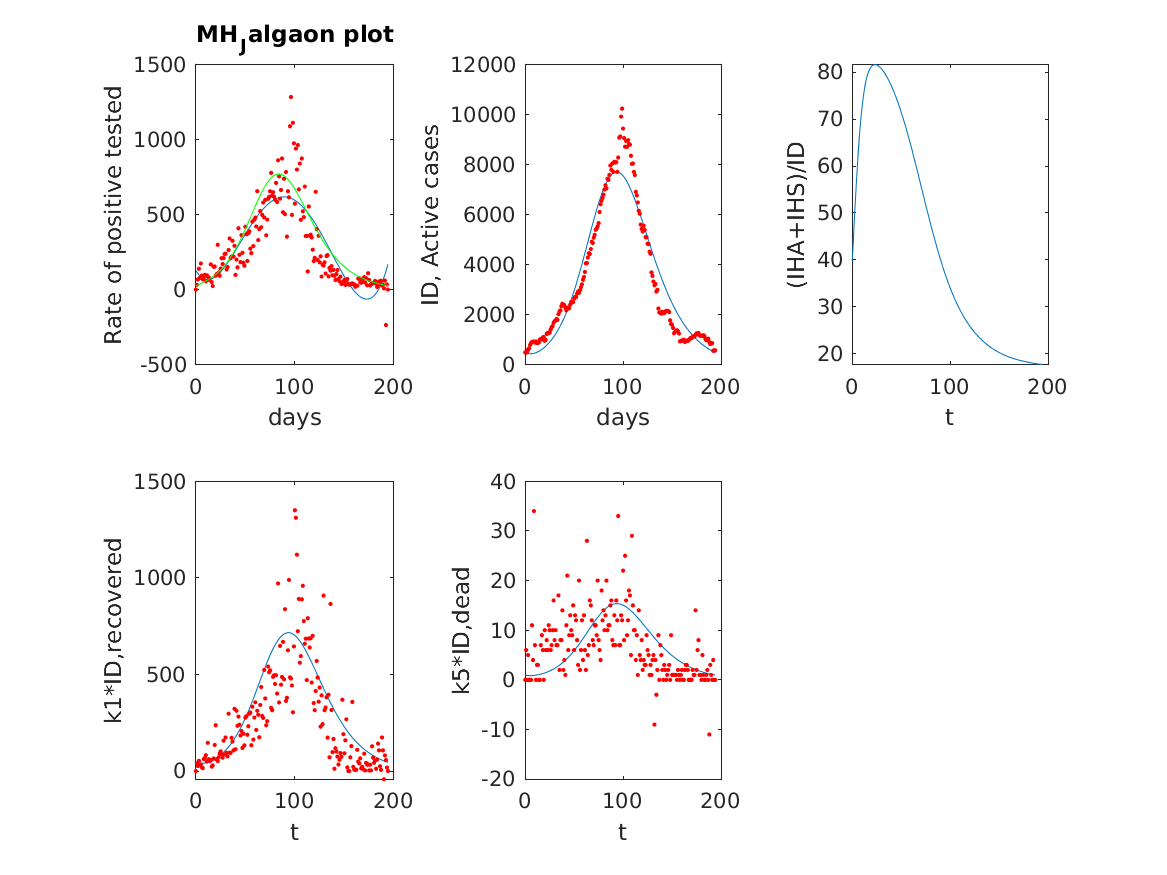 MH_Jalgaon plot
1500
1000
500
0
-500
Rate of positive tested
0 100 200
days
12000
10000
8000
6000
4000
2000
0
ID, Active cases
0 100 200
days
80
70
60
50
40
30
20
(IHA+IHS)/ID
0 100 200
t
1500
1000
500
0
k1*ID,recovered
0 100 200
t
40
30
20
10
0
-10
-20
k5*ID,dead
0 100 200
t